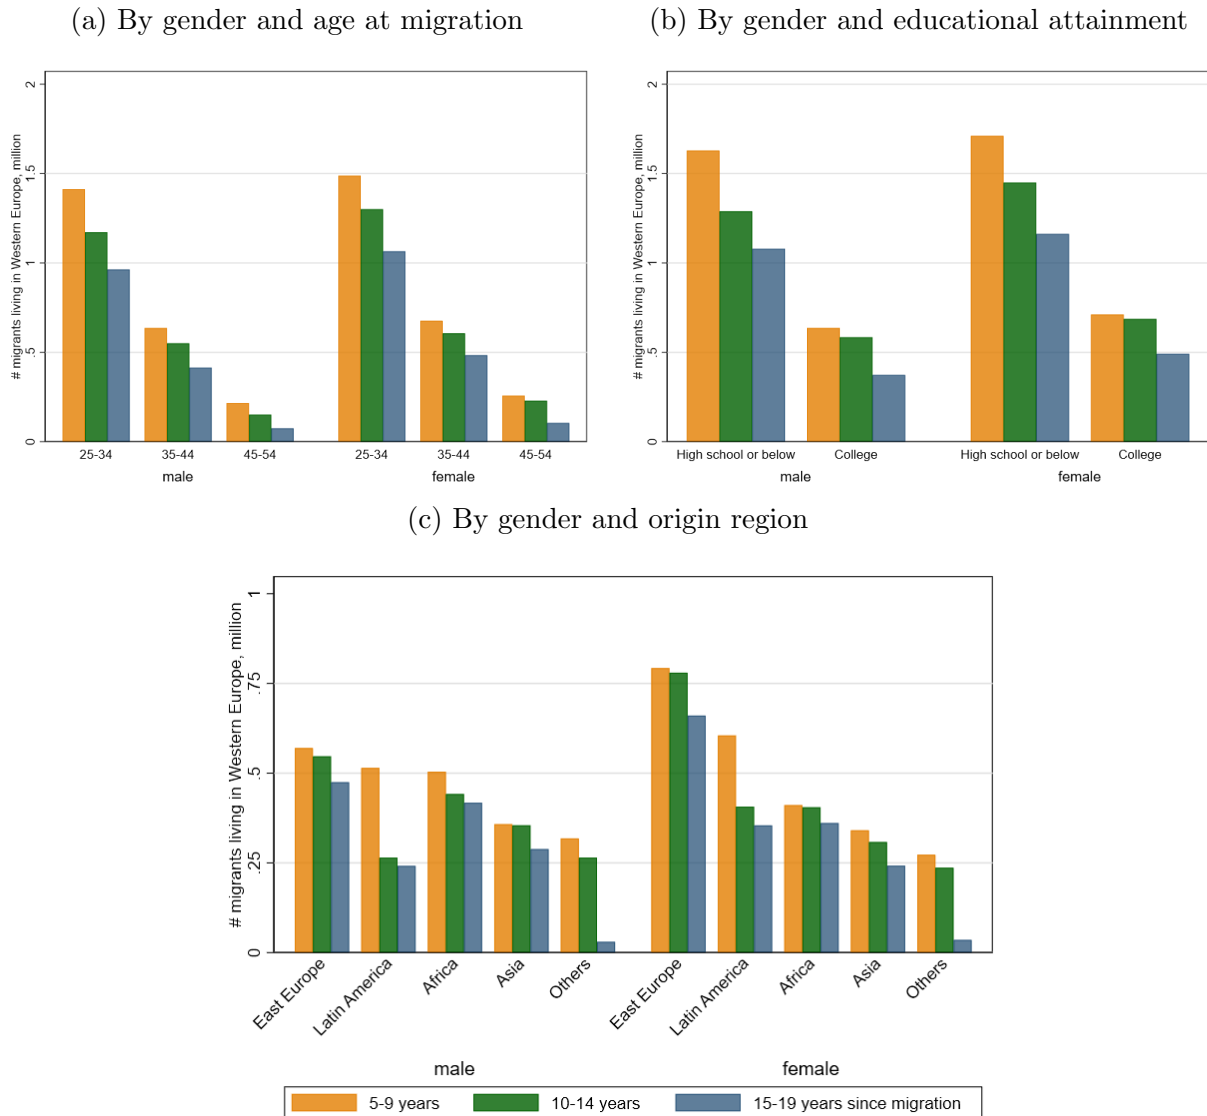 (a) By gender and age at migration
(b) By gender and educational attainment
# migrants living in Western Europe, million
2
1.5
1
.5
0
25-34
35-44
45-54
25-34
35-44
45-54
male
female
# migrants living in Western Europe, million
2
1.5
1
.5
0
High school or below
College
High school or below
College
male
female
(c) By gender and origin region
# migrants living in Western Europe, million
1
.75
.5
.25
0
East Europe
Latin America
Africa
Asia
Others
East Europe
Latin America
Africa
Asia
Others
male
female
5-9 years
10-14 years
15-19 years since migration